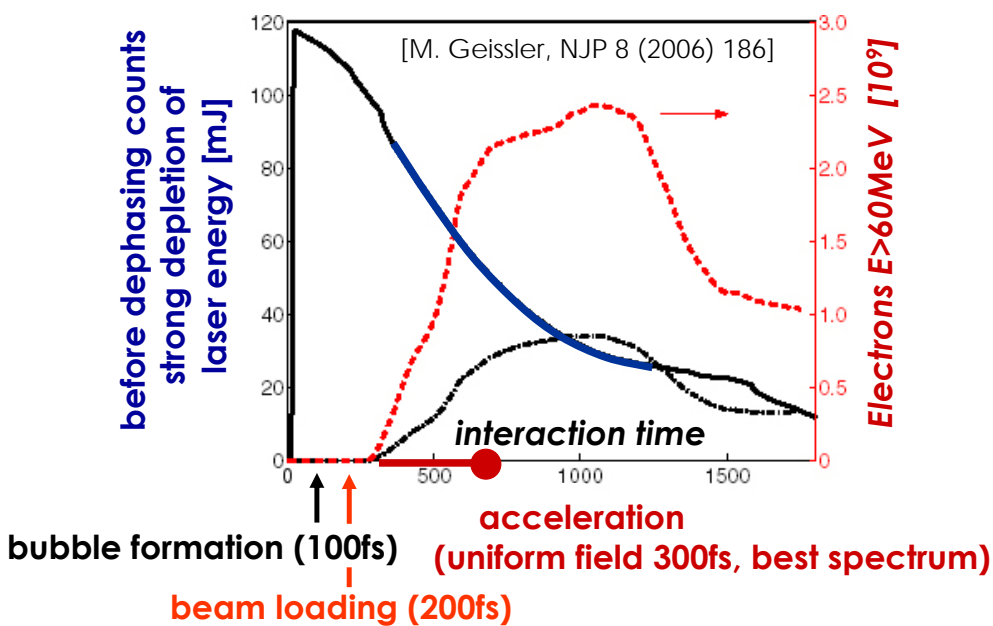 before dephasing counts
strong depletion of
laser energy [mJ]
120
100
80
60
40
20
0
[M. Geissler, NJP 8 (2006) 186]
3.0
2.5
2.0
1.5
1.0
0.5
0
Electrons E>60MeV [10⁹]
interaction time
0
500
1000
1500
bubble formation (100fs)
beam loading (200fs)
acceleration
(uniform field 300fs, best spectrum)